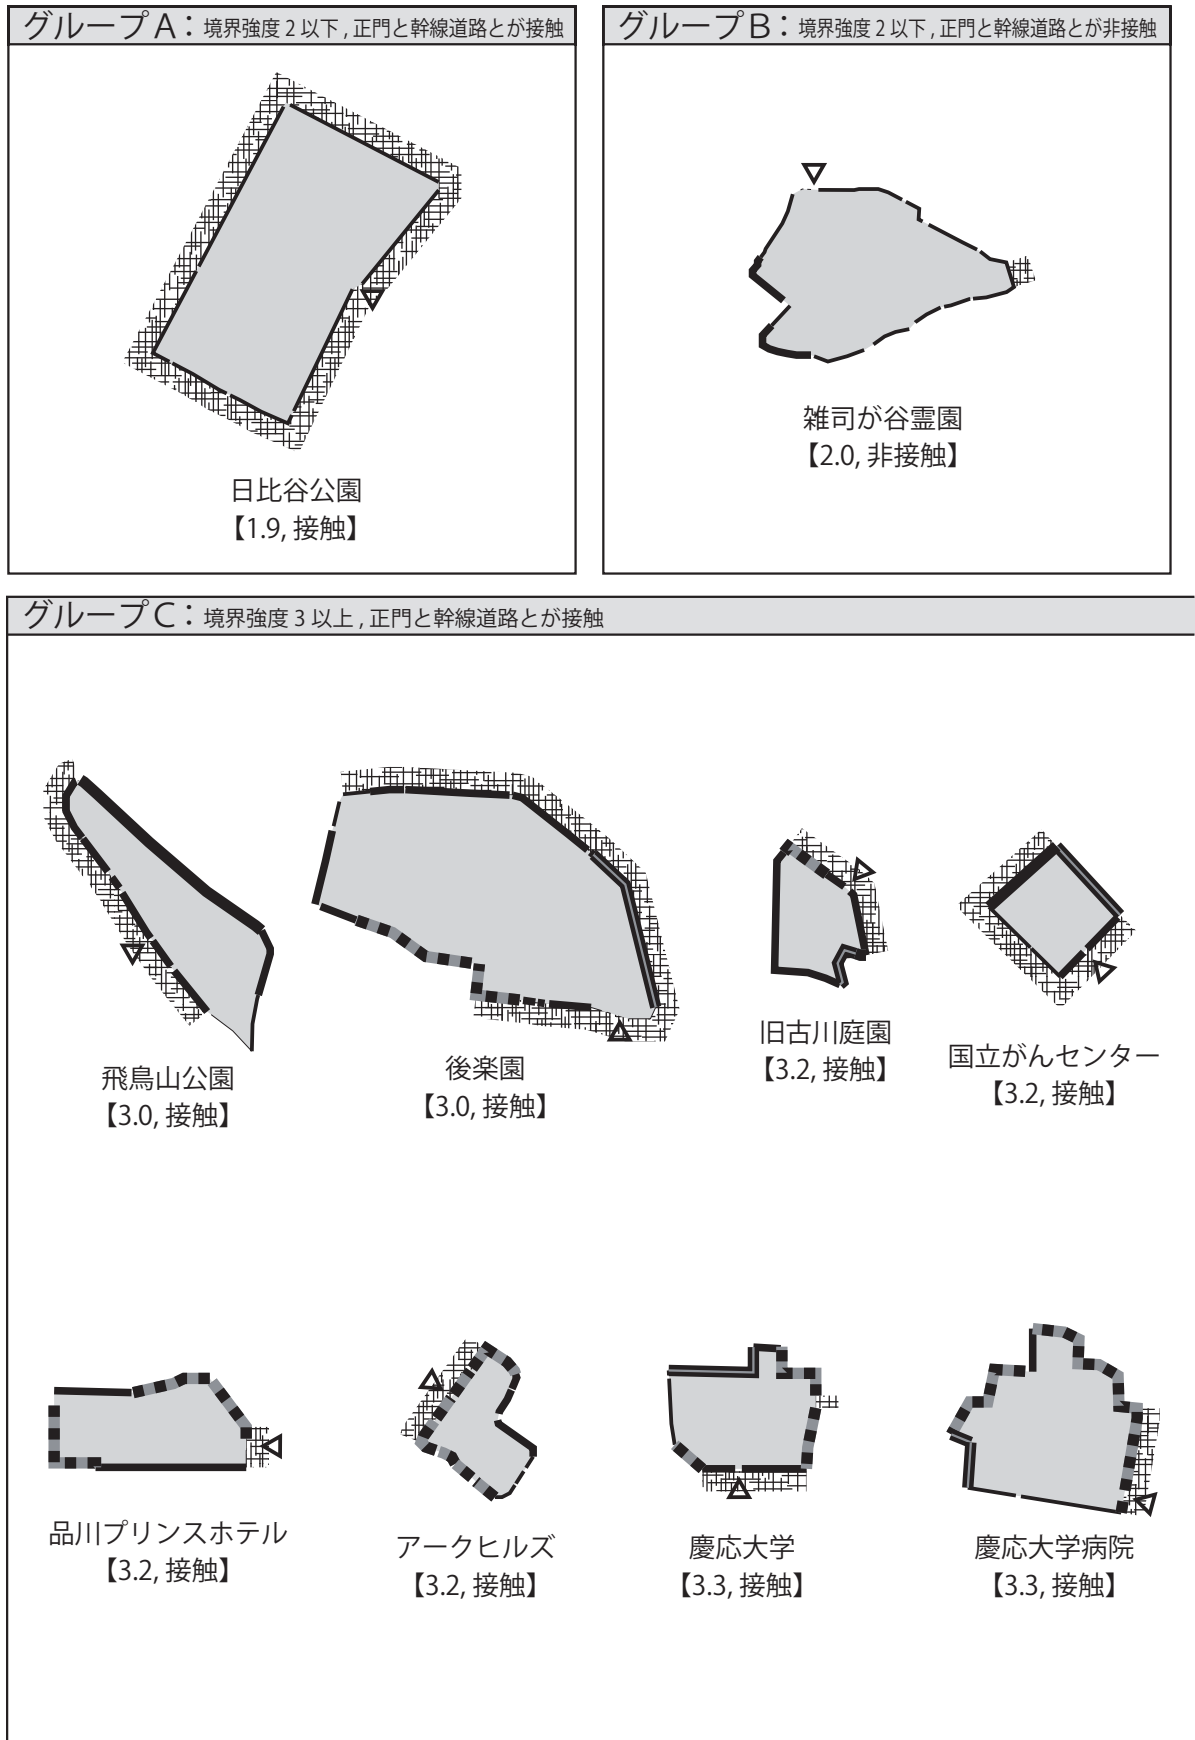 グループA：境界強度2以下,正門と幹線道路とが接触
グループB：境界強度2以下,正門と幹線道路とが非接触
日比谷公園
【1.9,接触】
雑司が谷霊園
【2.0,非接触】
グループC：境界強度3以上,正門と幹線道路とが接触
飛鳥山公園
【3.0,接触】
後楽園
【3.0,接触】
旧古川庭園
【3.2,接触】
国立がんセンター
【3.2,接触】
品川プリンスホテル
【3.2,接触】
アークヒルズ
【3.2,接触】
慶応大学
【3.3,接触】
慶応大学病院
【3.3,接触】